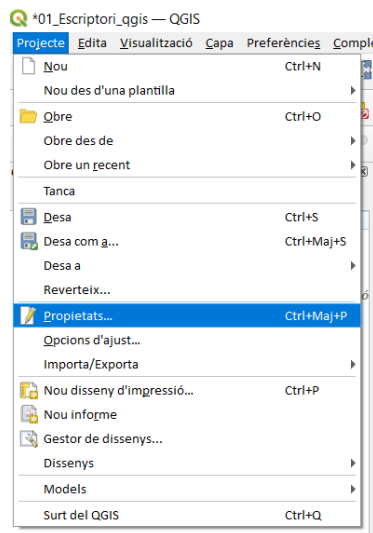 *01_Escriptori_qgis — QGIS
Projecte Edita Visualització Capa Preferències
Nou Ctrl+N
Nou des d'una plantilla
Obre Ctrl+O
Obre des de
Obre un recent
Tanca
Desa Ctrl+S
Desa com a... Ctrl+Maj+S
Desa a
Reverteix...
Propietats... Ctrl+Maj+P
Opcions d'ajust...
Importa/Exporta
Nou disseny d'impressió... Ctrl+P
Nou informe
Gestor de dissenys...
Dissenys
Models
Surt del QGIS Ctrl+Q